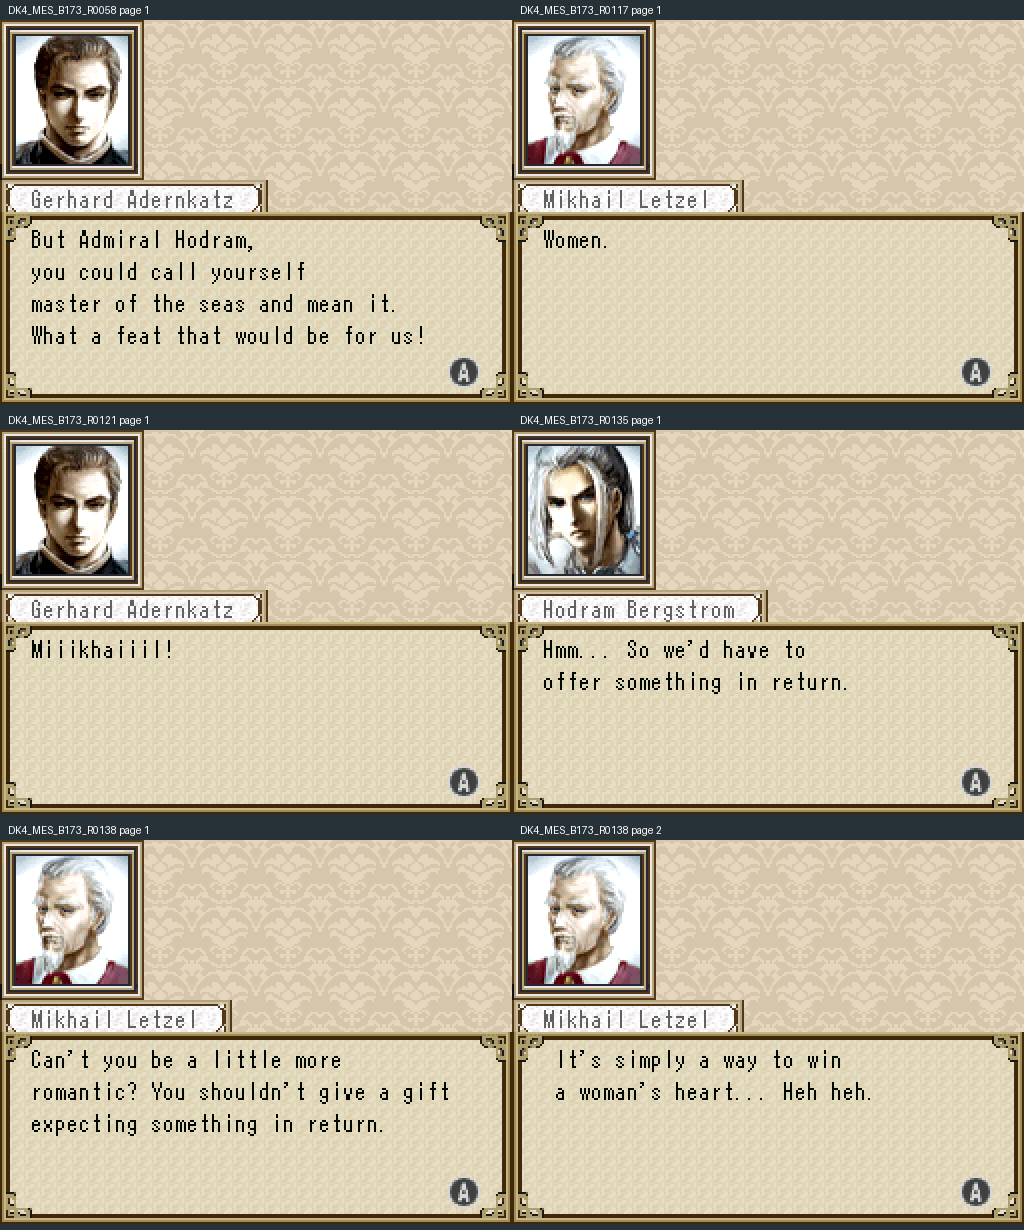 DK4_MES_B173_R0058 page 1
Gerhard Adernkatz
But Admiral Hodram,
you could call yourself
master of the seas and mean it.
What a feat that would be for us!
A
DK4_MES_B173_R0117 page 1
Mikhail Letzel
Women.
A
DK4_MES_B173_R0121 page 1
Gerhard Adernkatz
Miiikhaiiil!
A
DK4_MES_B173_R0135 page 1
Hodram Bergstrom
Hmm... So we'd have to
offer something in return.
A
DK4_MES_B173_R0138 page 1
Mikhail Letzel
Can't you be a little more
romantic? You shouldn't give a gift
expecting something in return.
A
DK4_MES_B173_R0138 page 2
Mikhail Letzel
It's simply a way to win
a woman's heart... Heh heh.
A